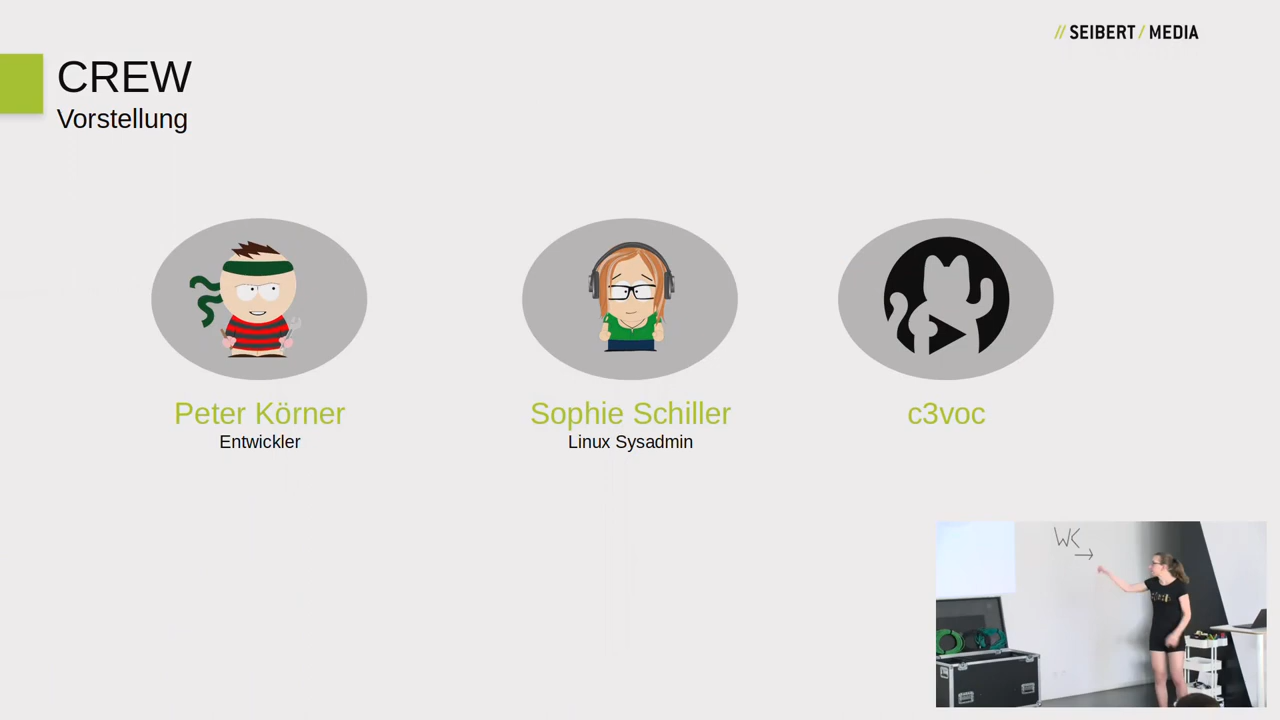 // SEIBERT / MEDIA
CREW
Vorstellung
Peter Körner
Entwickler
Sophie Schiller
Linux Sysadmin
c3voc
WC
→